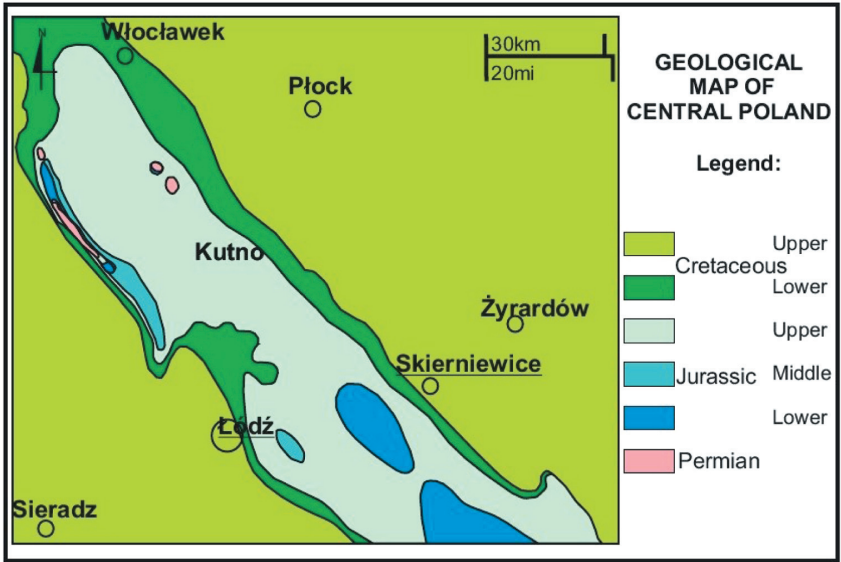 N
Włocławek
30km
20mi
Płock
Kutno
Żyrardów
Skierniewice
Łódź
Sieradz
GEOLOGICAL
MAP OF
CENTRAL POLAND
Legend:
Upper
Cretaceous
Lower
Upper
Jurassic Middle
Lower
Permian